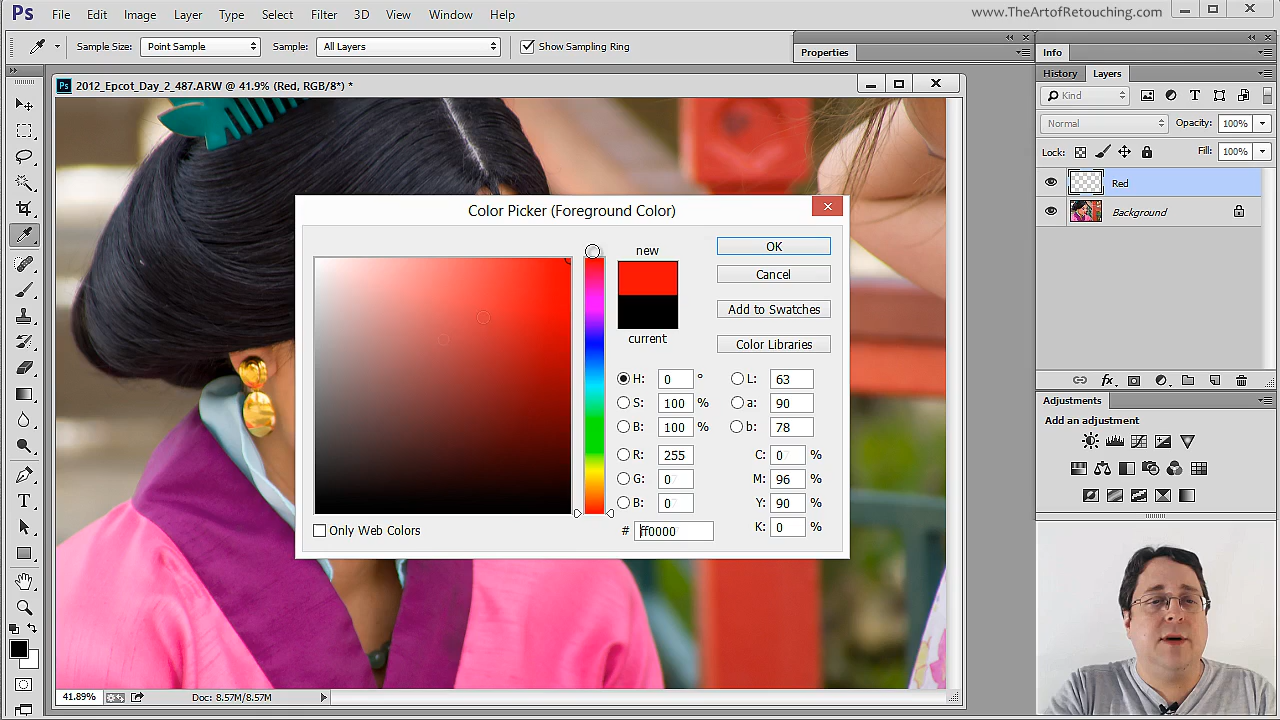 Ps File Edit Image Layer Type Select Filter 3D View Window Help www.TheArtofRetouching.com
Sample Size: Point Sample Sample: All Layers Show Sampling Ring
Properties
Info
History Layers
Kind
Normal Opacity: 100%
Lock: Fill: 100%
Red
Background
Adjustments
Add an adjustment
Ps 2012_Epcot_Day_2_487.ARW @ 41.9% (Red, RGB/8*) *
Color Picker (Foreground Color)
new
current
OK
Cancel
Add to Swatches
Color Libraries
H: 0 °
S: 100 %
B: 100 %
R: 255
G: 0
B: 0
# ff0000
L: 63
a: 90
b: 78
C: 0 %
M: 96 %
Y: 90 %
K: 0 %
Only Web Colors
41.89% Doc: 8.57M/8.57M